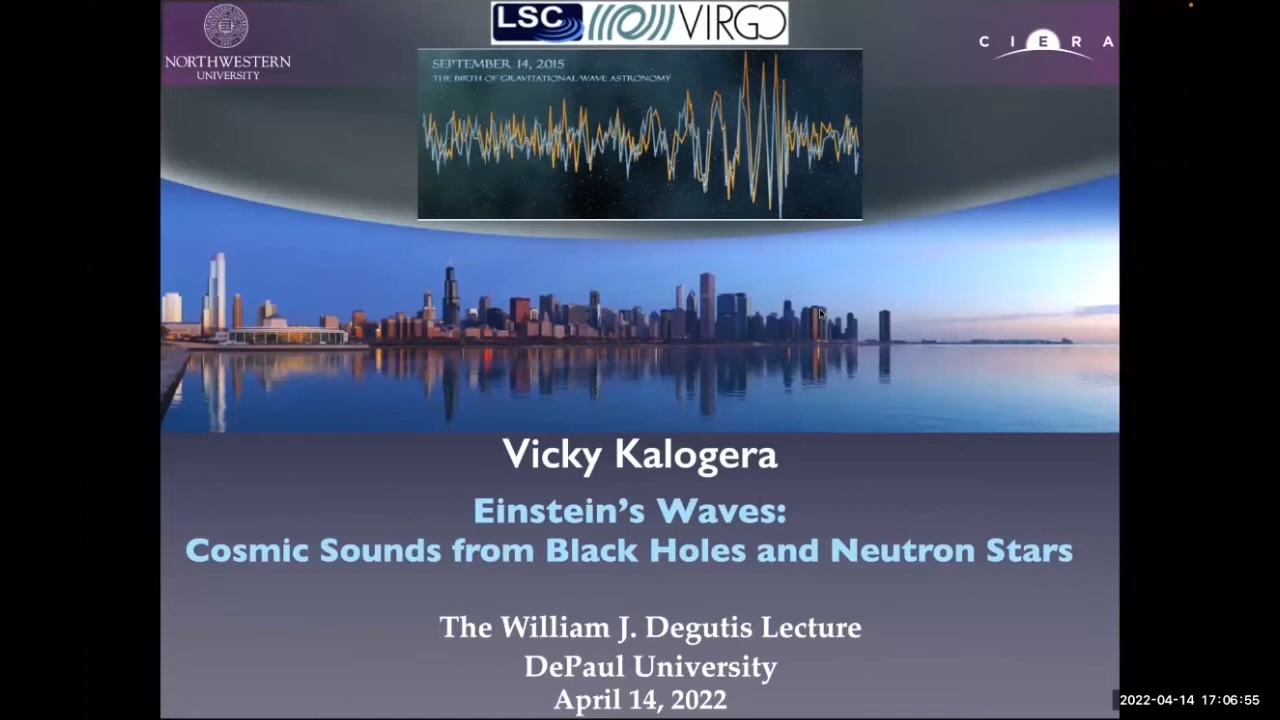 LSC VIRGO
NORTHWESTERN
UNIVERSITY
CIERA
SEPTEMBER 14, 2015
THE BIRTH OF GRAVITATIONAL-WAVE ASTRONOMY
Vicky Kalogera
Einstein's Waves:
Cosmic Sounds from Black Holes and Neutron Stars
The William J. Degutis Lecture
DePaul University
April 14, 2022
2022-04-14 17:06:55